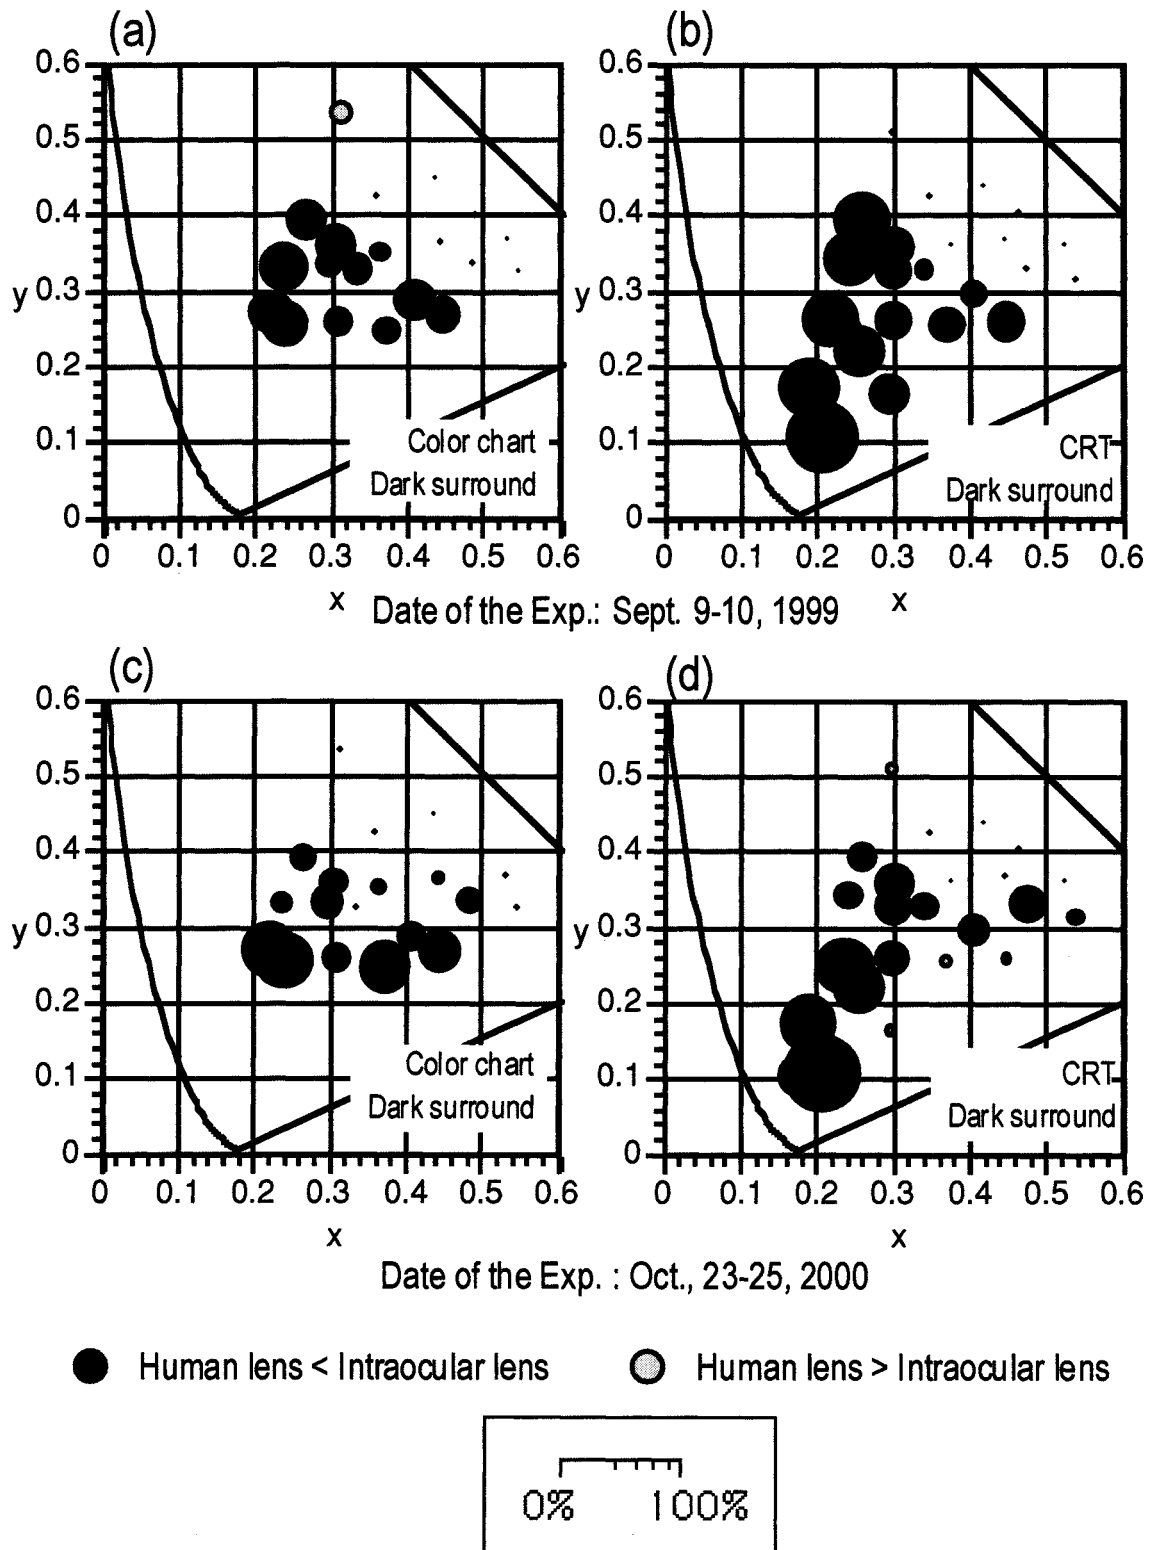 (a)
0.6
0.5
0.4
y 0.3
0.2
0.1
0
Color chart
Dark surround
0 0.1 0.2 0.3 0.4 0.5 0.6
x
(b)
0.6
0.5
0.4
y 0.3
0.2
0.1
0
CRT
Dark surround
0 0.1 0.2 0.3 0.4 0.5 0.6
x
Date of the Exp.: Sept. 9-10, 1999
(c)
0.6
0.5
0.4
y 0.3
0.2
0.1
0
Color chart
Dark surround
0 0.1 0.2 0.3 0.4 0.5 0.6
x
(d)
0.6
0.5
0.4
y 0.3
0.2
0.1
0
CRT
Dark surround
0 0.1 0.2 0.3 0.4 0.5 0.6
x
Date of the Exp. : Oct., 23-25, 2000
Human lens < Intraocular lens
Human lens > Intraocular lens
0% 100%